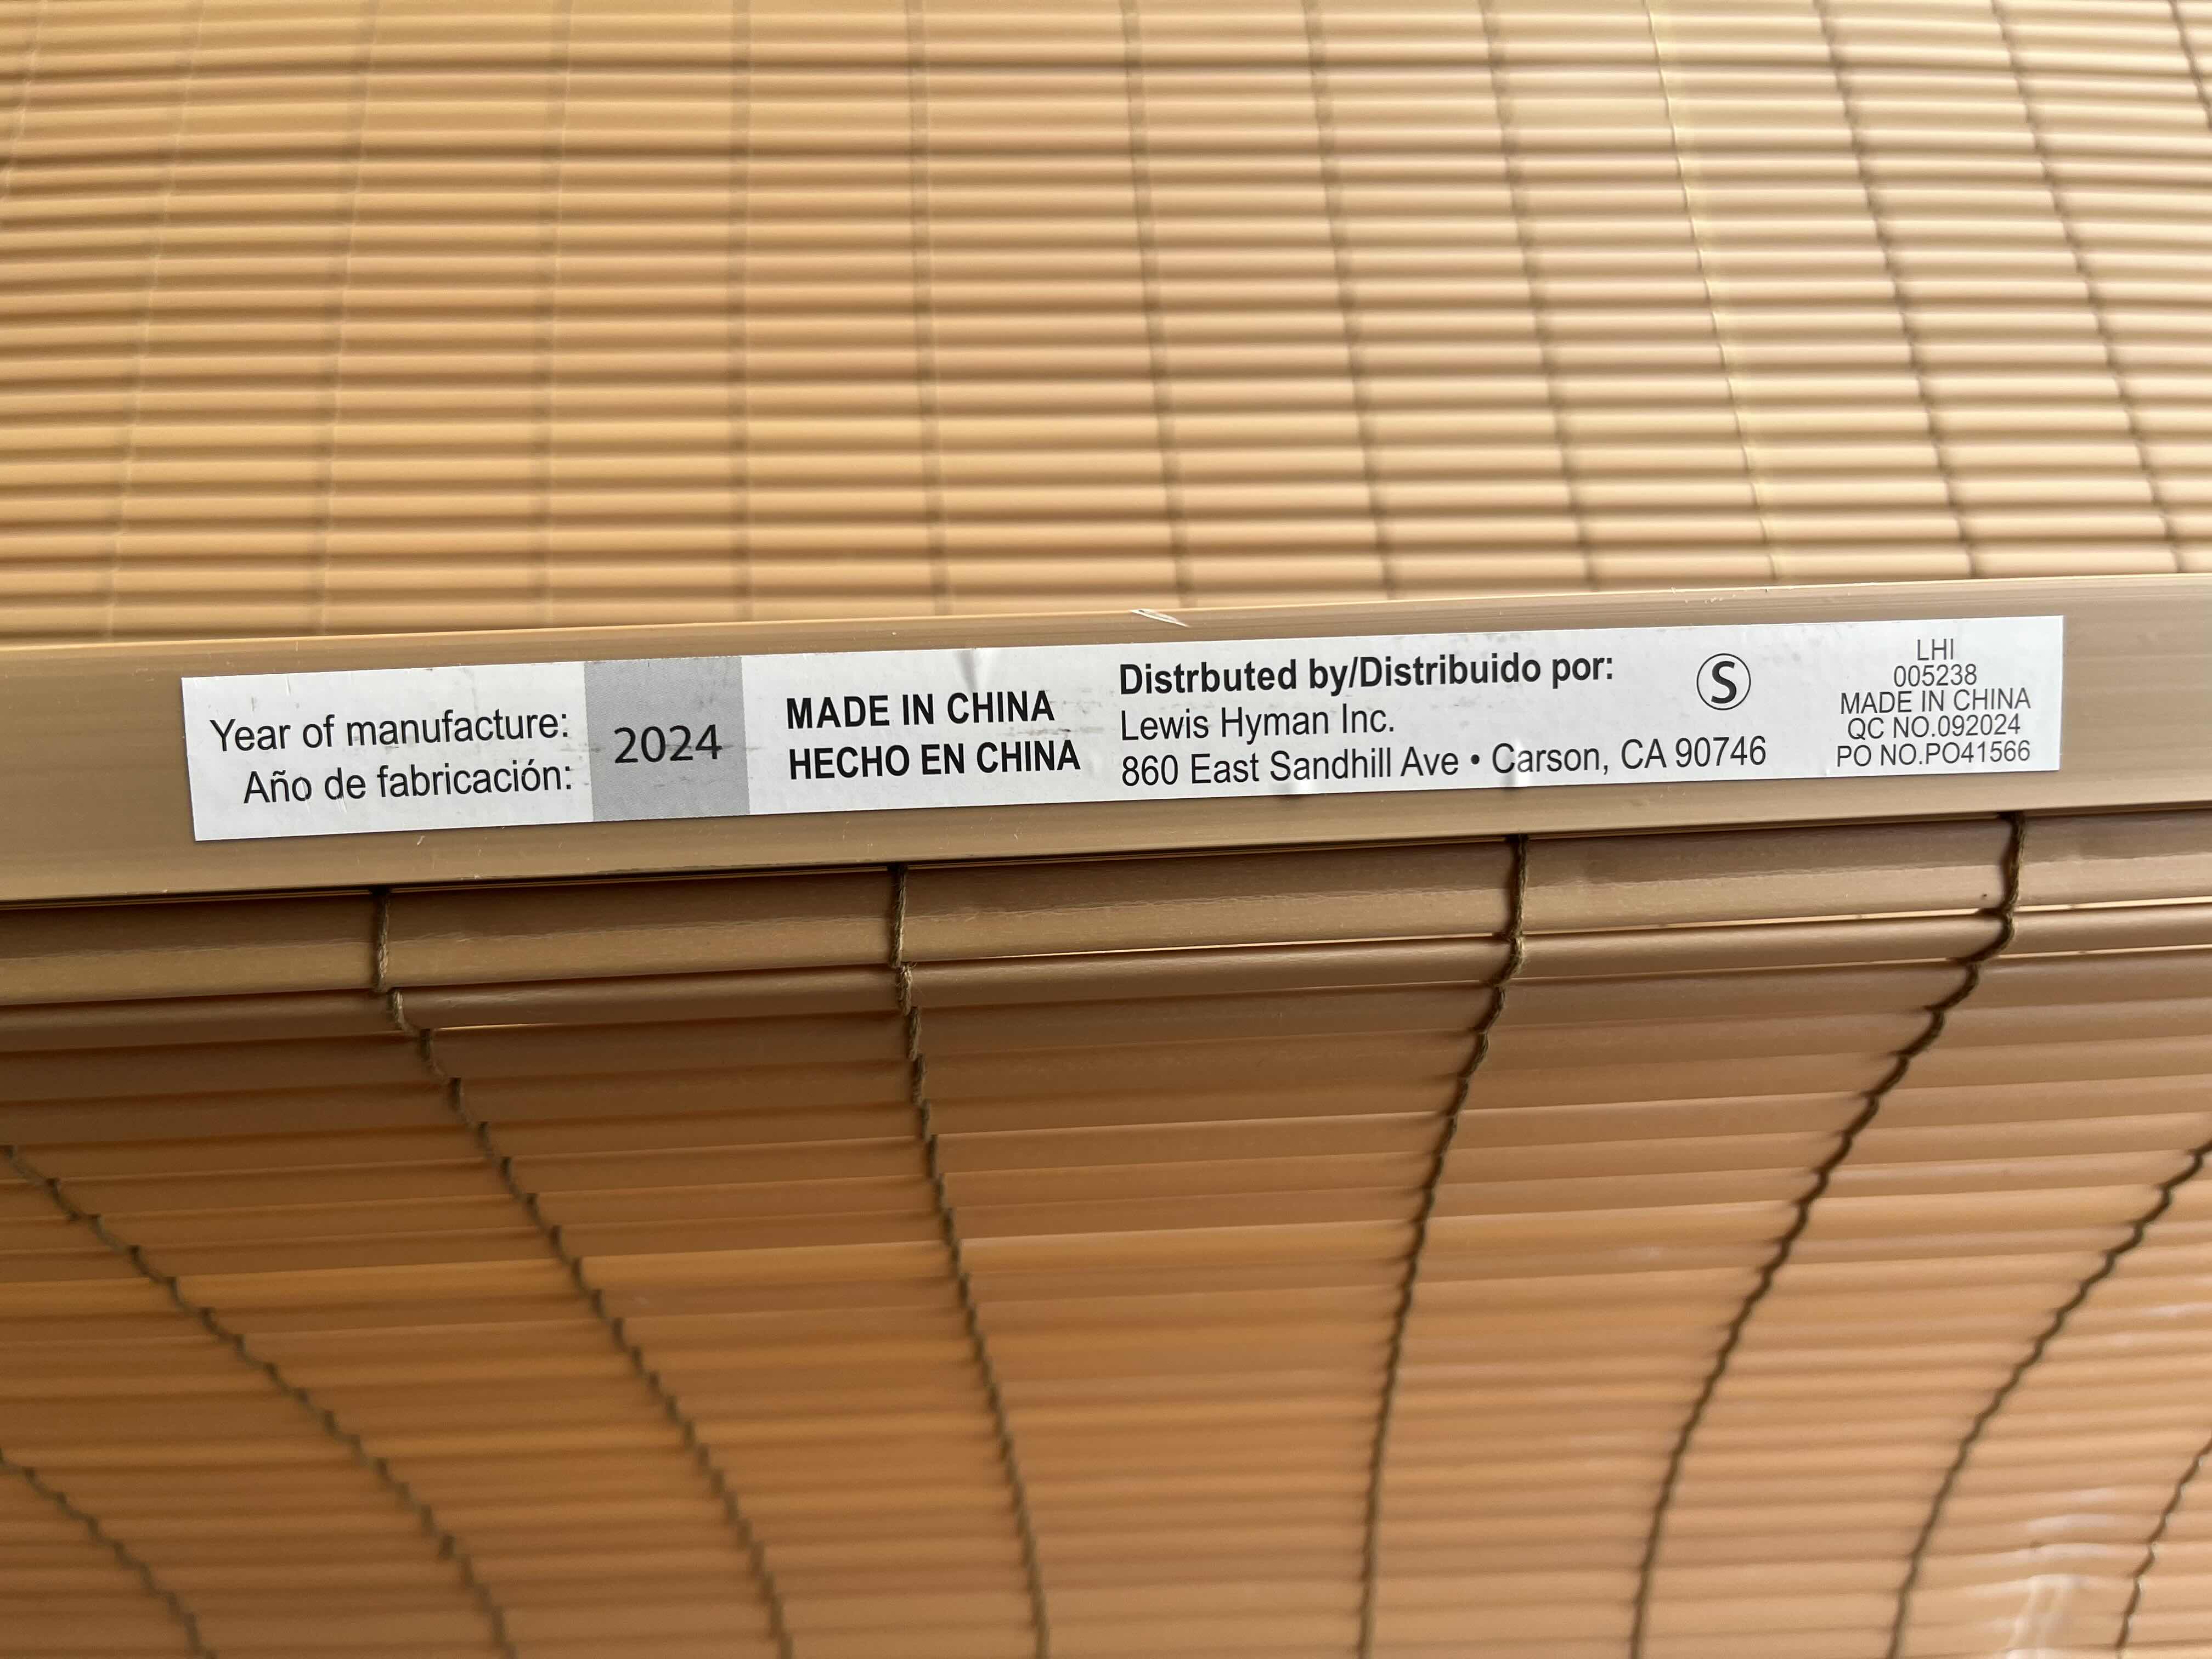 Year of manufacture:
Año de fabricación:
2024
MADE IN CHINA
HECHO EN CHINA
Distrbuted by/Distribuido por:
Lewis Hyman Inc.
860 East Sandhill Ave • Carson, CA 90746
S
LHI
005238
MADE IN CHINA
QC NO.092024
PO NO.PO41566